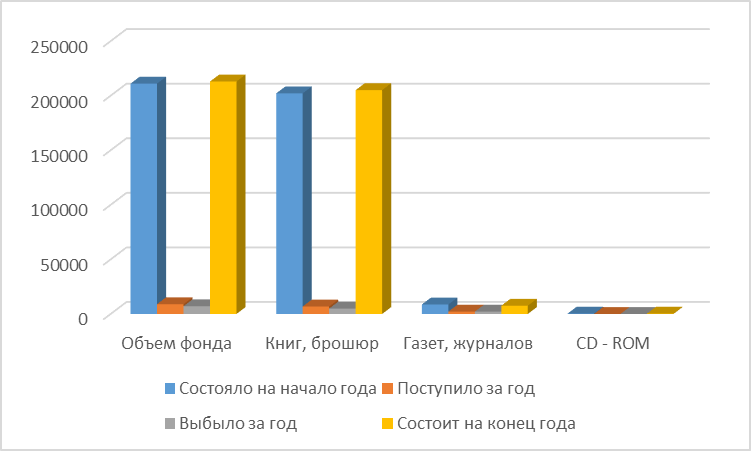 250000
200000
150000
100000
50000
0
Объем фонда Книг, брошюр Газет, журналов CD - ROM
Состояло на начало года Поступило за год
Выбыло за год Состоит на конец года